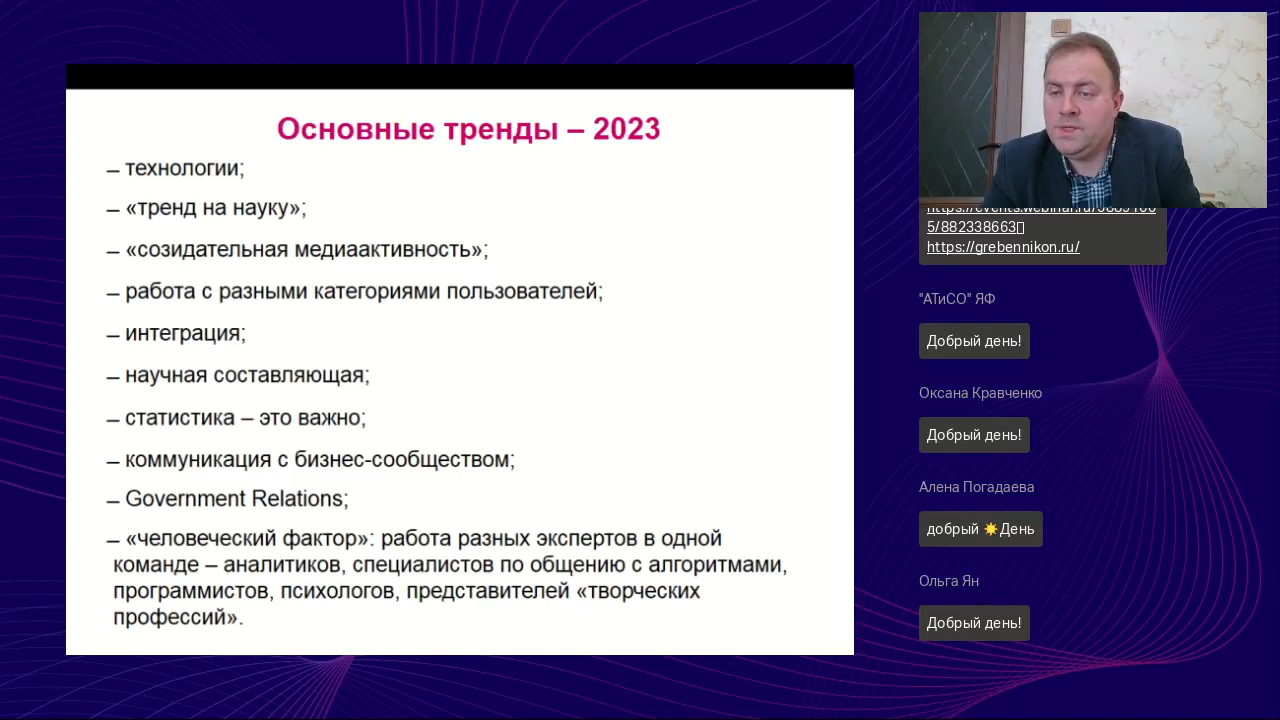 Основные тренды – 2023
– технологии;
– «тренд на науку»;
– «созидательная медиаактивность»;
– работа с разными категориями пользователей;
– интеграция;
– научная составляющая;
– статистика – это важно;
– коммуникация с бизнес-сообществом;
– Government Relations;
– «человеческий фактор»: работа разных экспертов в одной
команде – аналитиков, специалистов по общению с алгоритмами,
программистов, психологов, представителей «творческих
профессий».
5/882338663
https://grebennikon.ru/
"АТиСО" ЯФ
Добрый день!
Оксана Кравченко
Добрый день!
Алена Погадаева
добрый ☀️День
Ольга Ян
Добрый день!